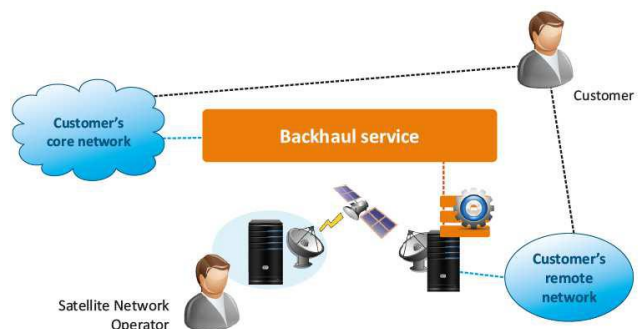 Customer
Customer's
core network
Backhaul service
Customer's
remote
network
Satellite Network
Operator